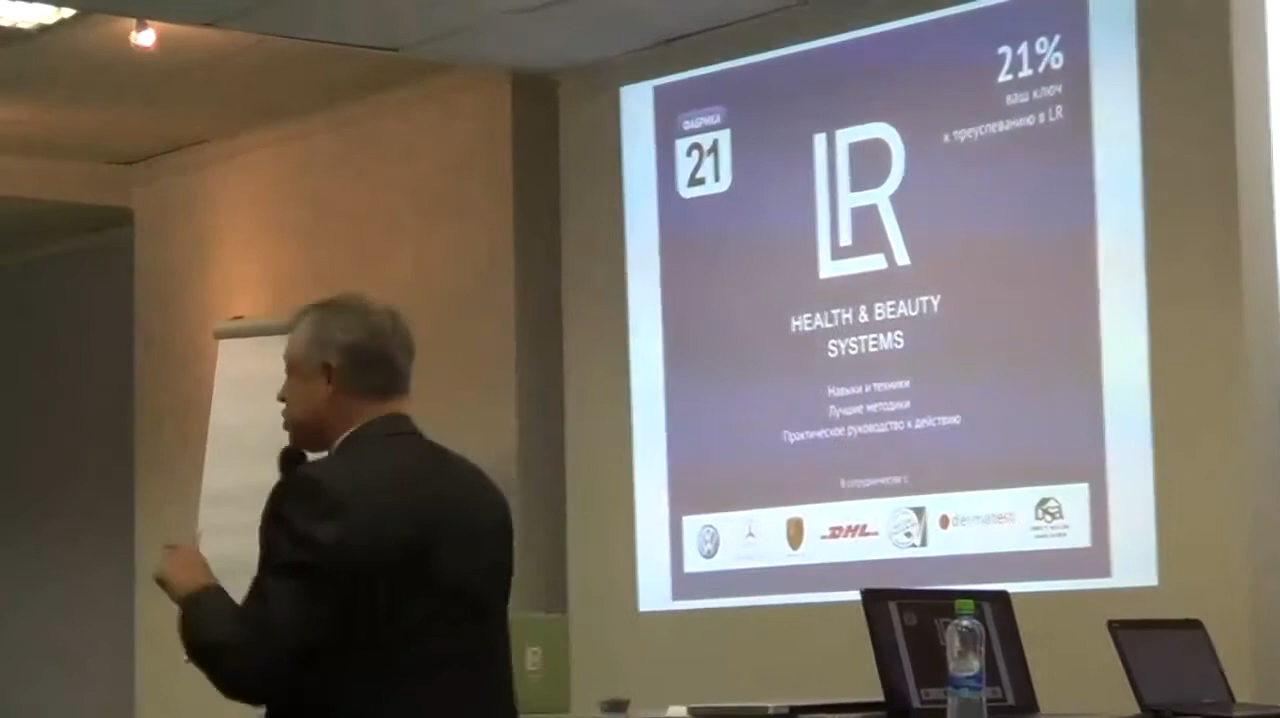 21%
ваш ключ
к преуспеванию в LR
ФАБРИКА
21
LR
HEALTH & BEAUTY
SYSTEMS
Навыки и техники
Лучшие методики
Практическое руководство к действию
В сотрудничестве с
DHL
dermatest